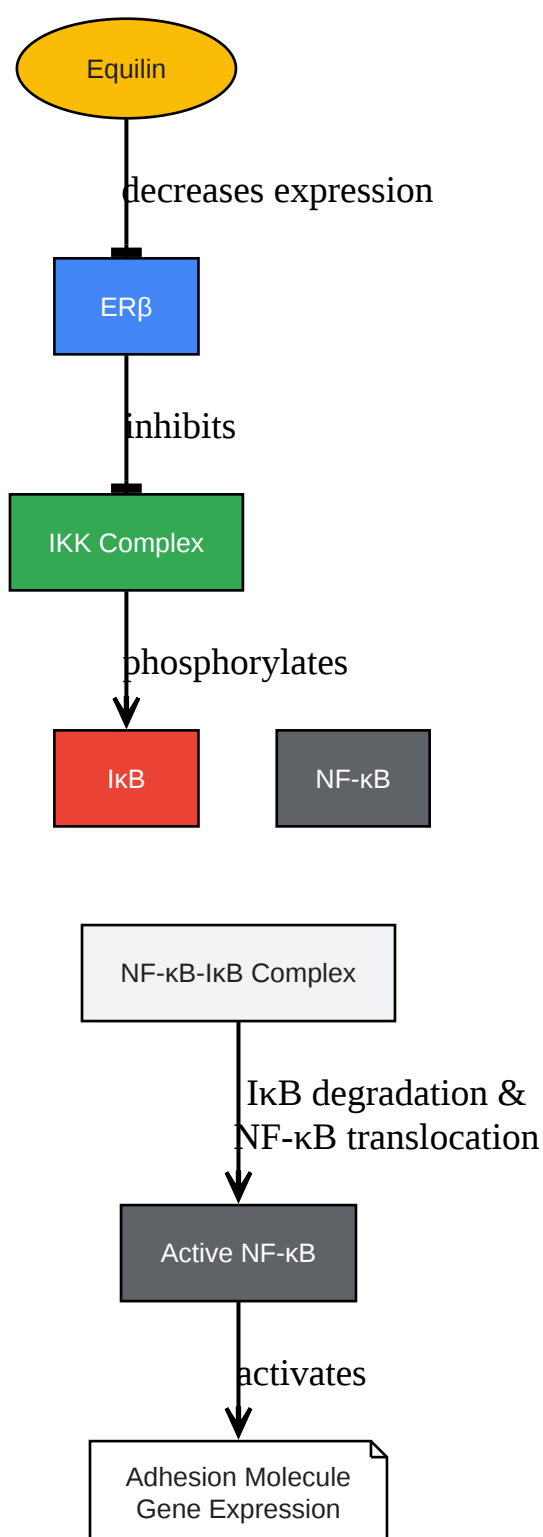 Equilin
decreases expression
ERβ
inhibits
IKK Complex
phosphorylates
IκB
NF-κB
NF-κB-IκB Complex
IκB degradation &
NF-κB translocation
Active NF-κB
activates
Adhesion Molecule
Gene Expression